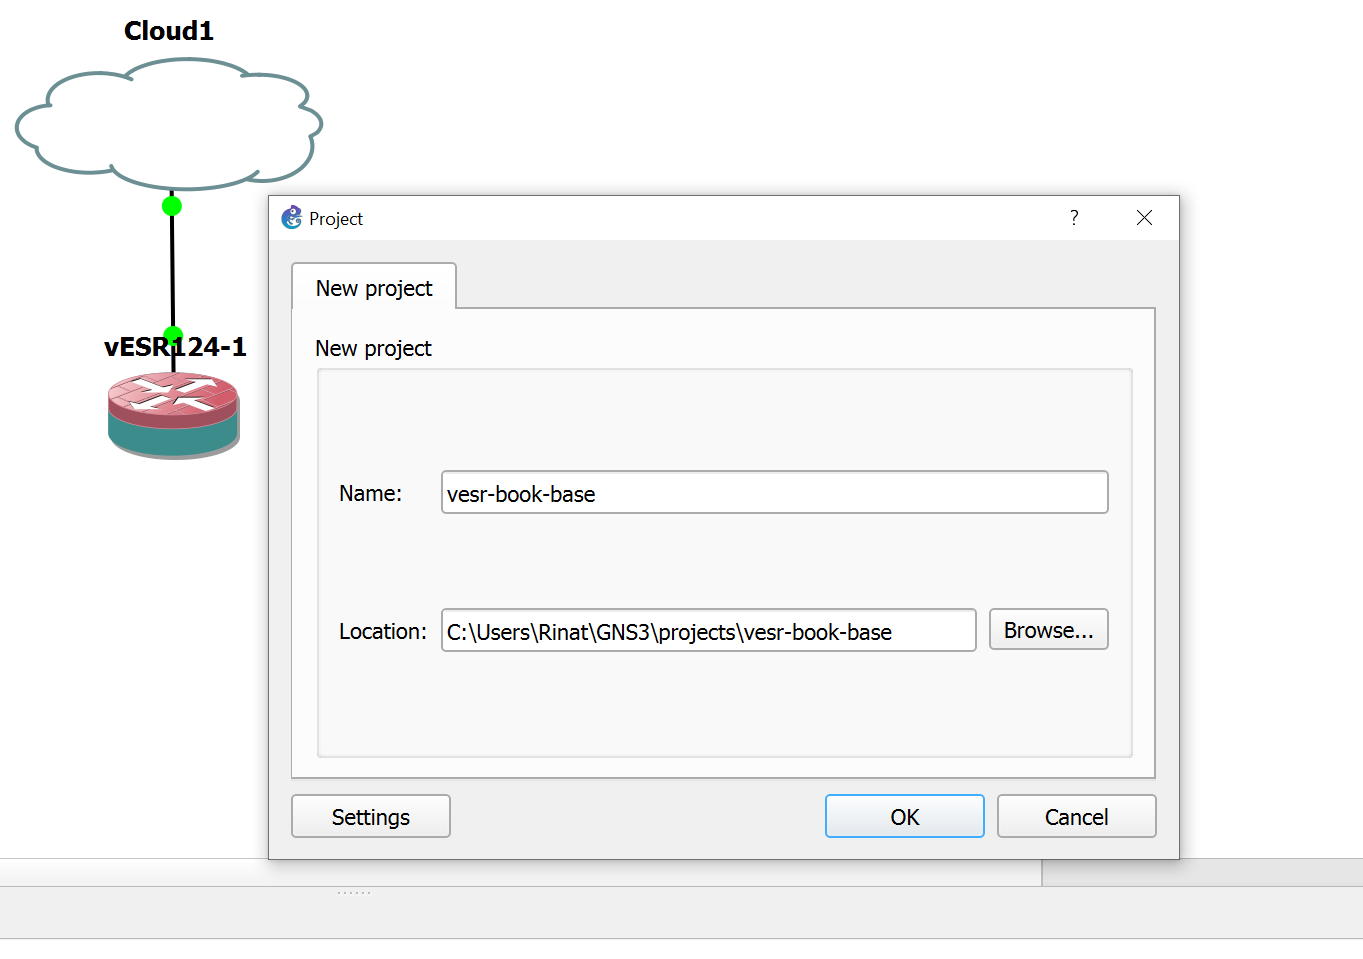 Cloud1
vESR124-1
Project
?
New project
New project
Name: vesr-book-base
Location: C:\Users\Rinat\GNS3\projects\vesr-book-base Browse...
Settings OK Cancel